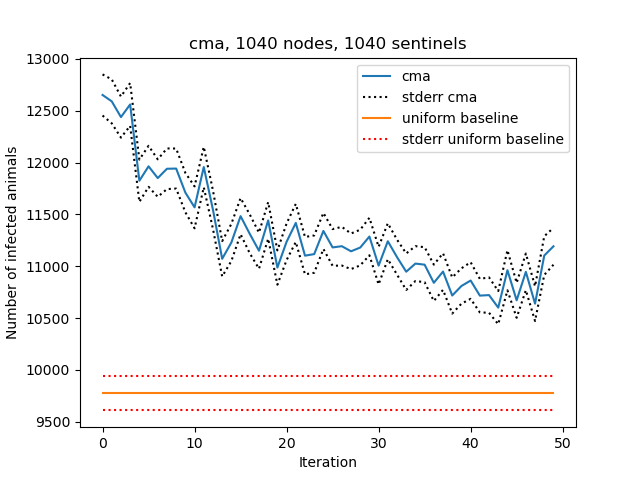 cma, 1040 nodes, 1040 sentinels
cma
stderr cma
uniform baseline
stderr uniform baseline
Number of infected animals
13000
12500
12000
11500
11000
10500
10000
9500
0 10 20 30 40 50
Iteration